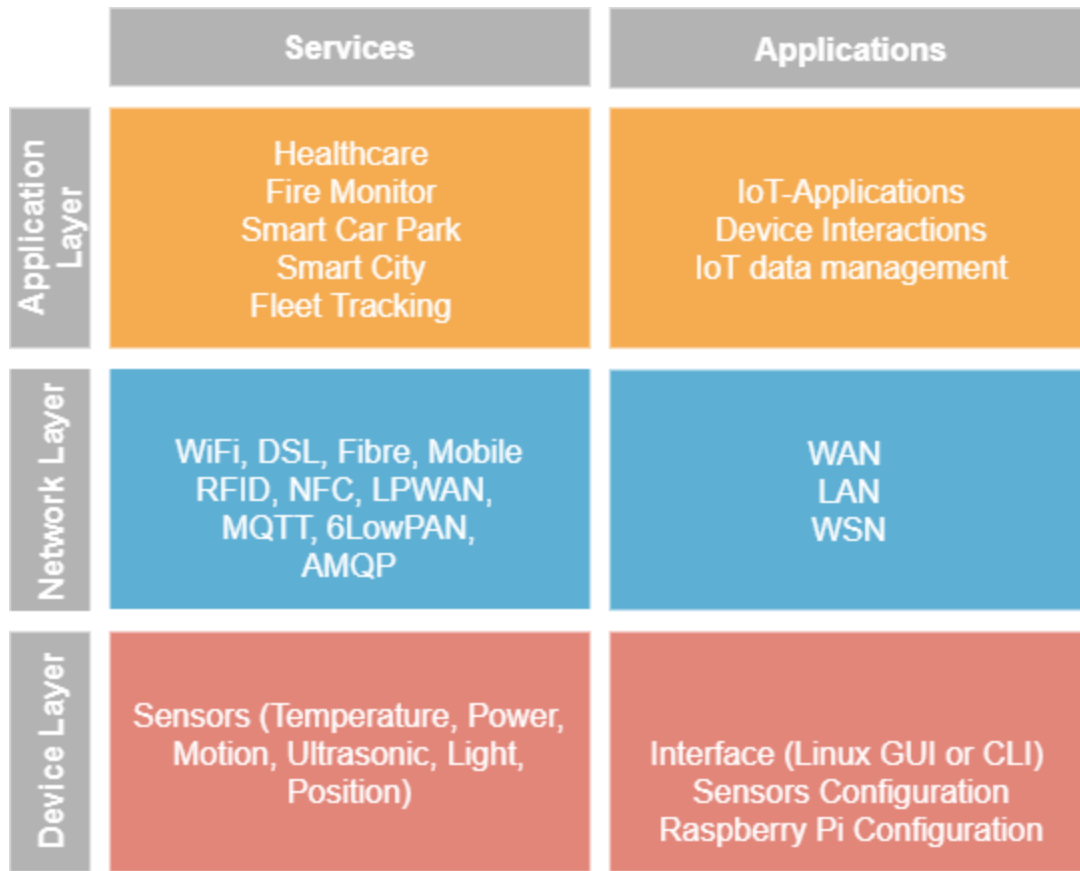 Services
Applications
Application
Layer
Healthcare
Fire Monitor
Smart Car Park
Smart City
Fleet Tracking
IoT-Applications
Device Interactions
IoT data management
Network Layer
WiFi, DSL, Fibre, Mobile
RFID, NFC, LPWAN,
MQTT, 6LowPAN,
AMQP
WAN
LAN
WSN
Device Layer
Sensors (Temperature, Power,
Motion, Ultrasonic, Light,
Position)
Interface (Linux GUI or CLI)
Sensors Configuration
Raspberry Pi Configuration